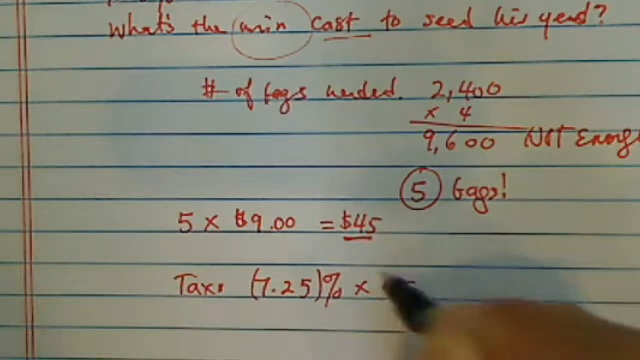 What's the min cost to seed his yard?
# of bags needed. 2,400
x 4
9,600 Not Enoug
5 Bags!
5 x $9.00 = $45
Tax: (7.25)% x